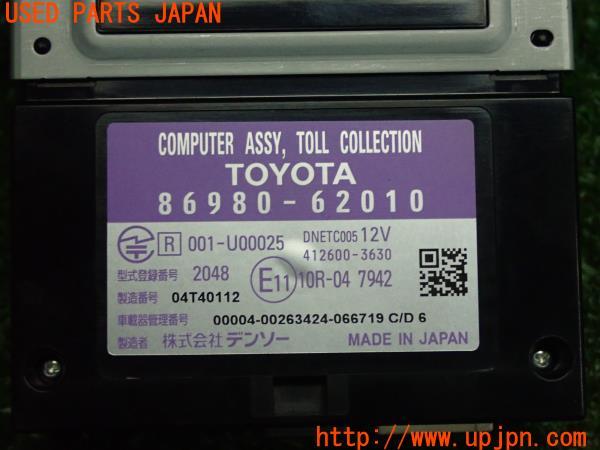 USED PARTS JAPAN
COMPUTER ASSY, TOLL COLLECTION
TOYOTA
86980-62010
R 001-U00025 DNETC005 12V
412600-3630
型式登録番号 2048 E11 10R-04 7942
製造番号 04T40112
車載器管理番号 00004-00263424-066719 C/D 6
製造者 株式会社デンソー MADE IN JAPAN
http://www.upjpn.com